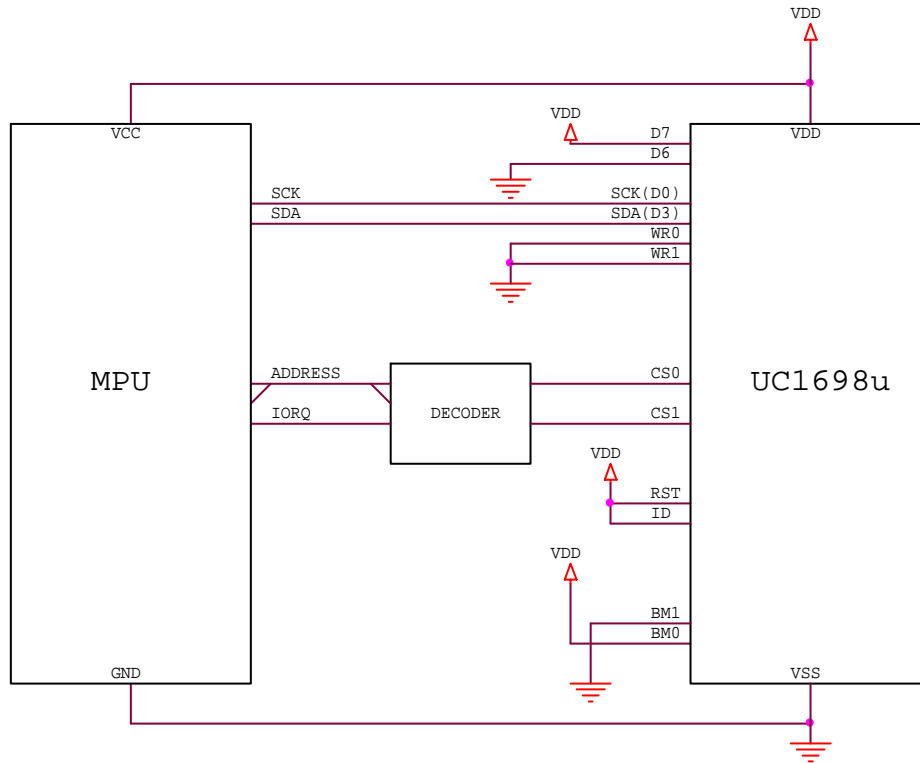 VDD
VCC
VDD
VDD
D7
D6
SCK
SCK(D0)
SDA
SDA(D3)
WR0
WR1
MPU
ADDRESS
IORQ
DECODER
CS0
CS1
UC1698u
VDD
RST
ID
VDD
BM1
BM0
GND
VSS